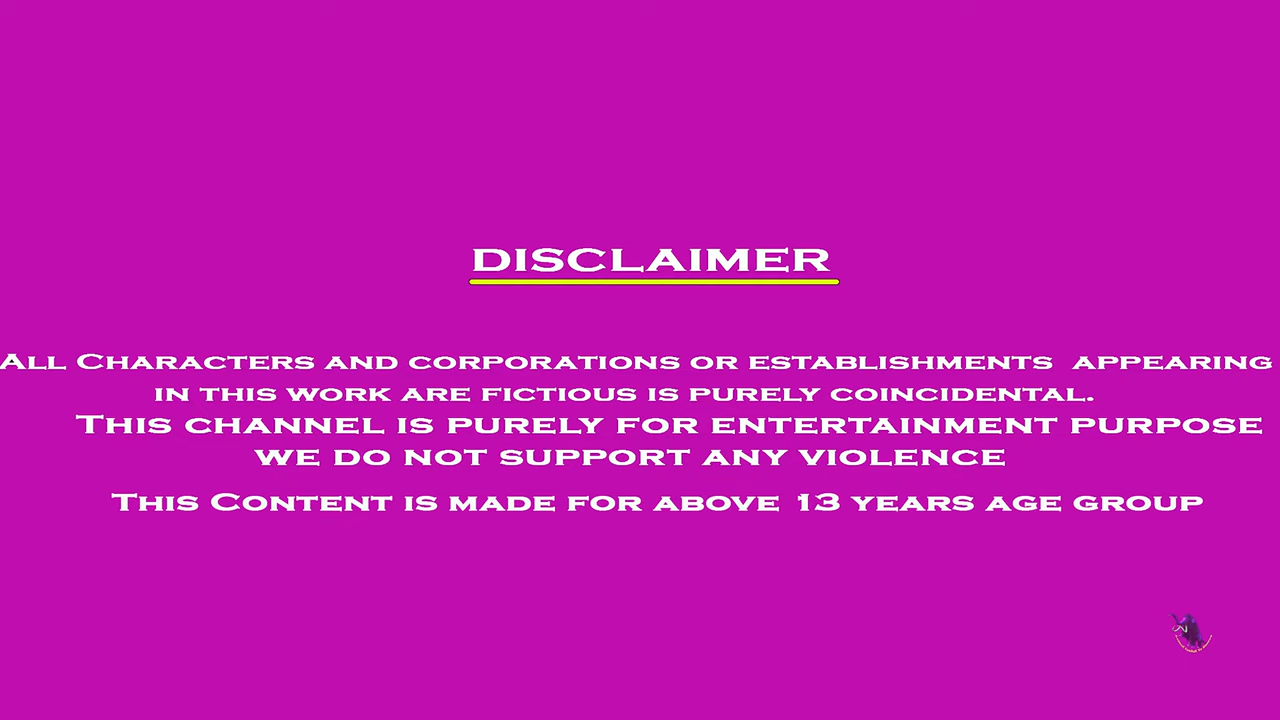 DISCLAIMER
All Characters and corporations or establishments appearing
in this work are fictious is purely coincidental.
This channel is purely for entertainment purpose
we do not support any violence
This Content is made for above 13 years age group